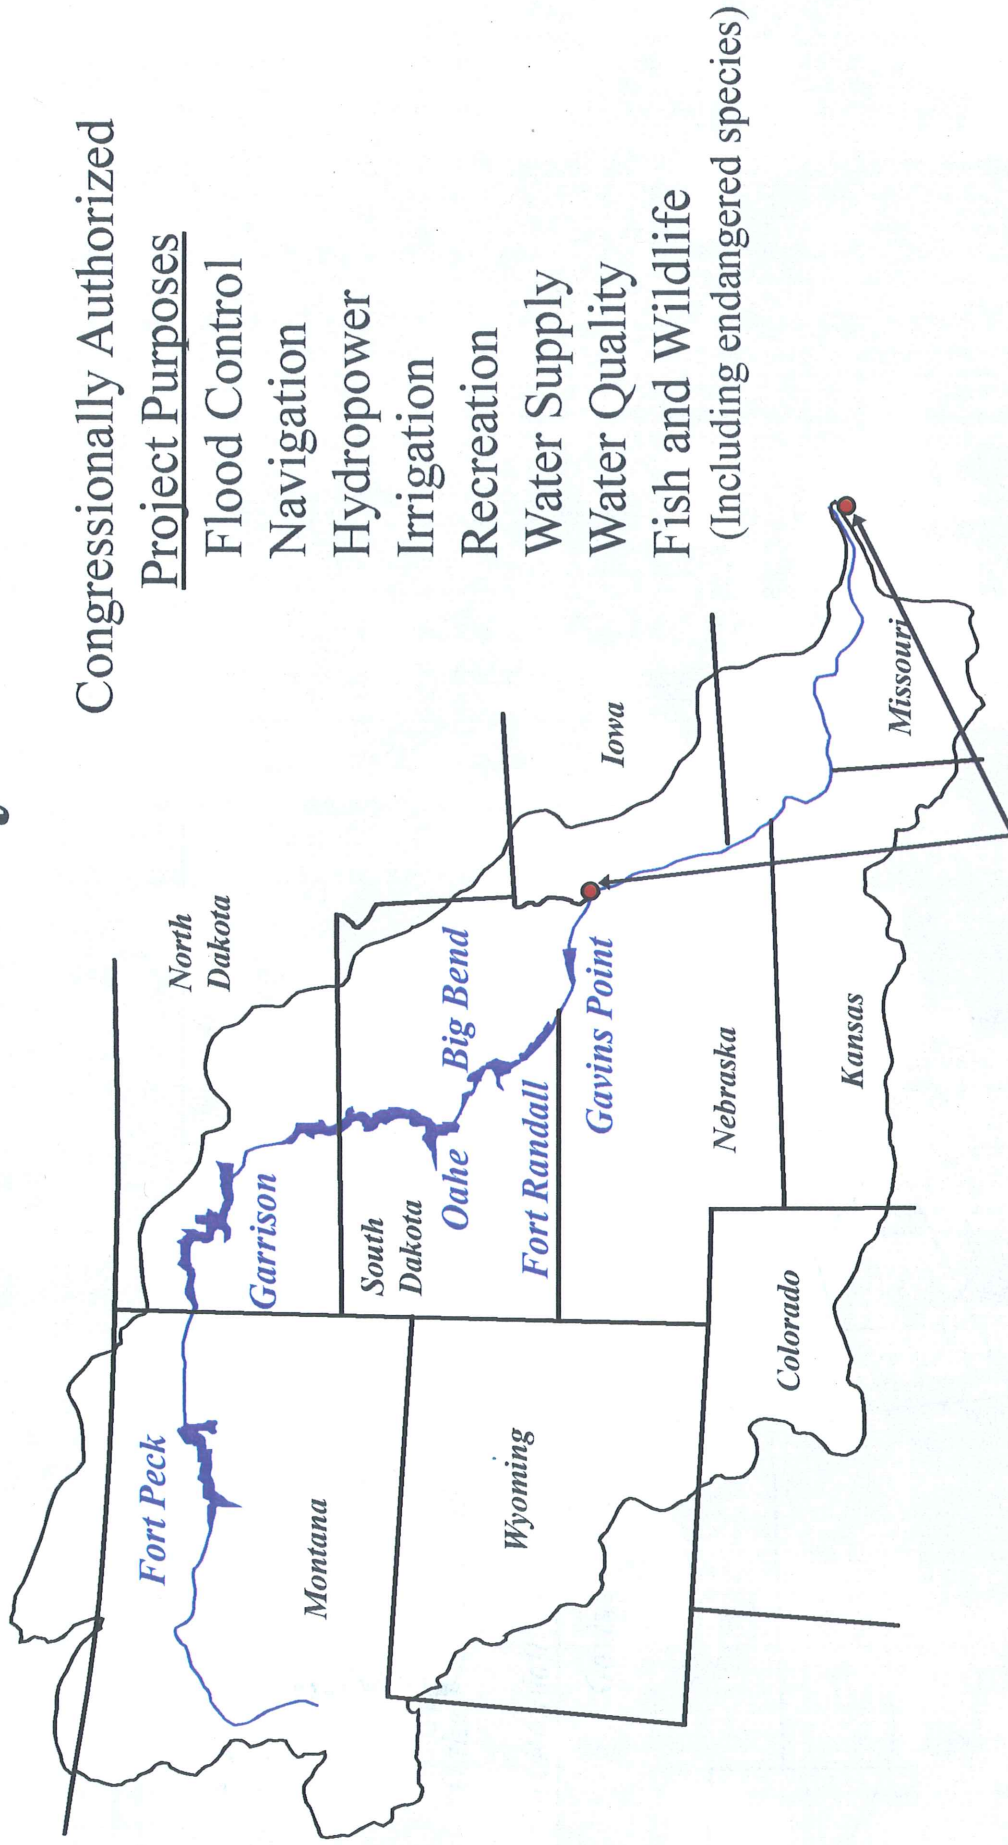 Congressionally Authorized
Project Purposes
Flood Control
Navigation
Hydropower
Irrigation
Recreation
Water Supply
Water Quality
Fish and Wildlife
(Including endangered species)
Fort Peck
Montana
Garrison
North
Dakota
South
Dakota
Oahe
Big Bend
Fort Randall
Gavins Point
Wyoming
Nebraska
Iowa
Colorado
Kansas
Missouri